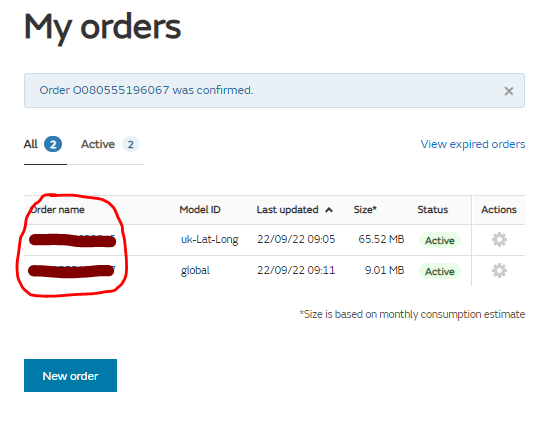 My orders
Order O080555196067 was confirmed. ×
All 2 Active 2 View expired orders
Order name Model ID Last updated Size* Status Actions
uk-Lat-Long 22/09/22 09:05 65.52 MB Active
global 22/09/22 09:11 9.01 MB Active
*Size is based on monthly consumption estimate
New order